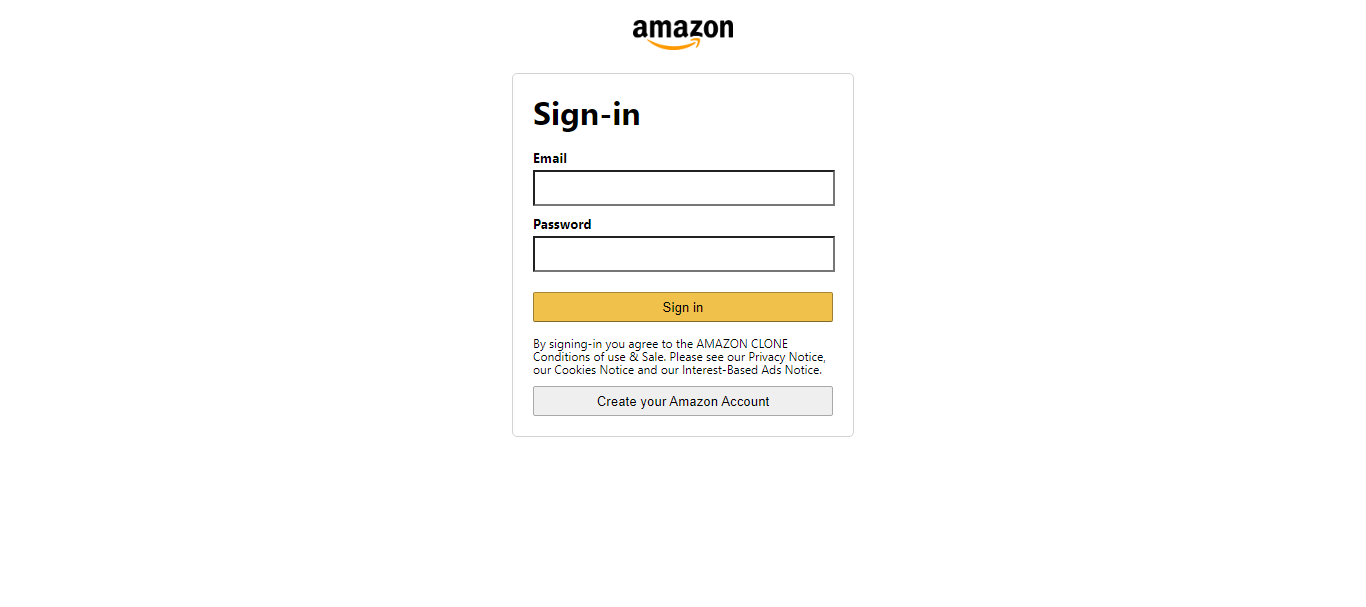 amazon
Sign-in
Email
Password
Sign in
By signing-in you agree to the AMAZON CLONE
Conditions of use & Sale. Please see our Privacy Notice,
our Cookies Notice and our Interest-Based Ads Notice.
Create your Amazon Account